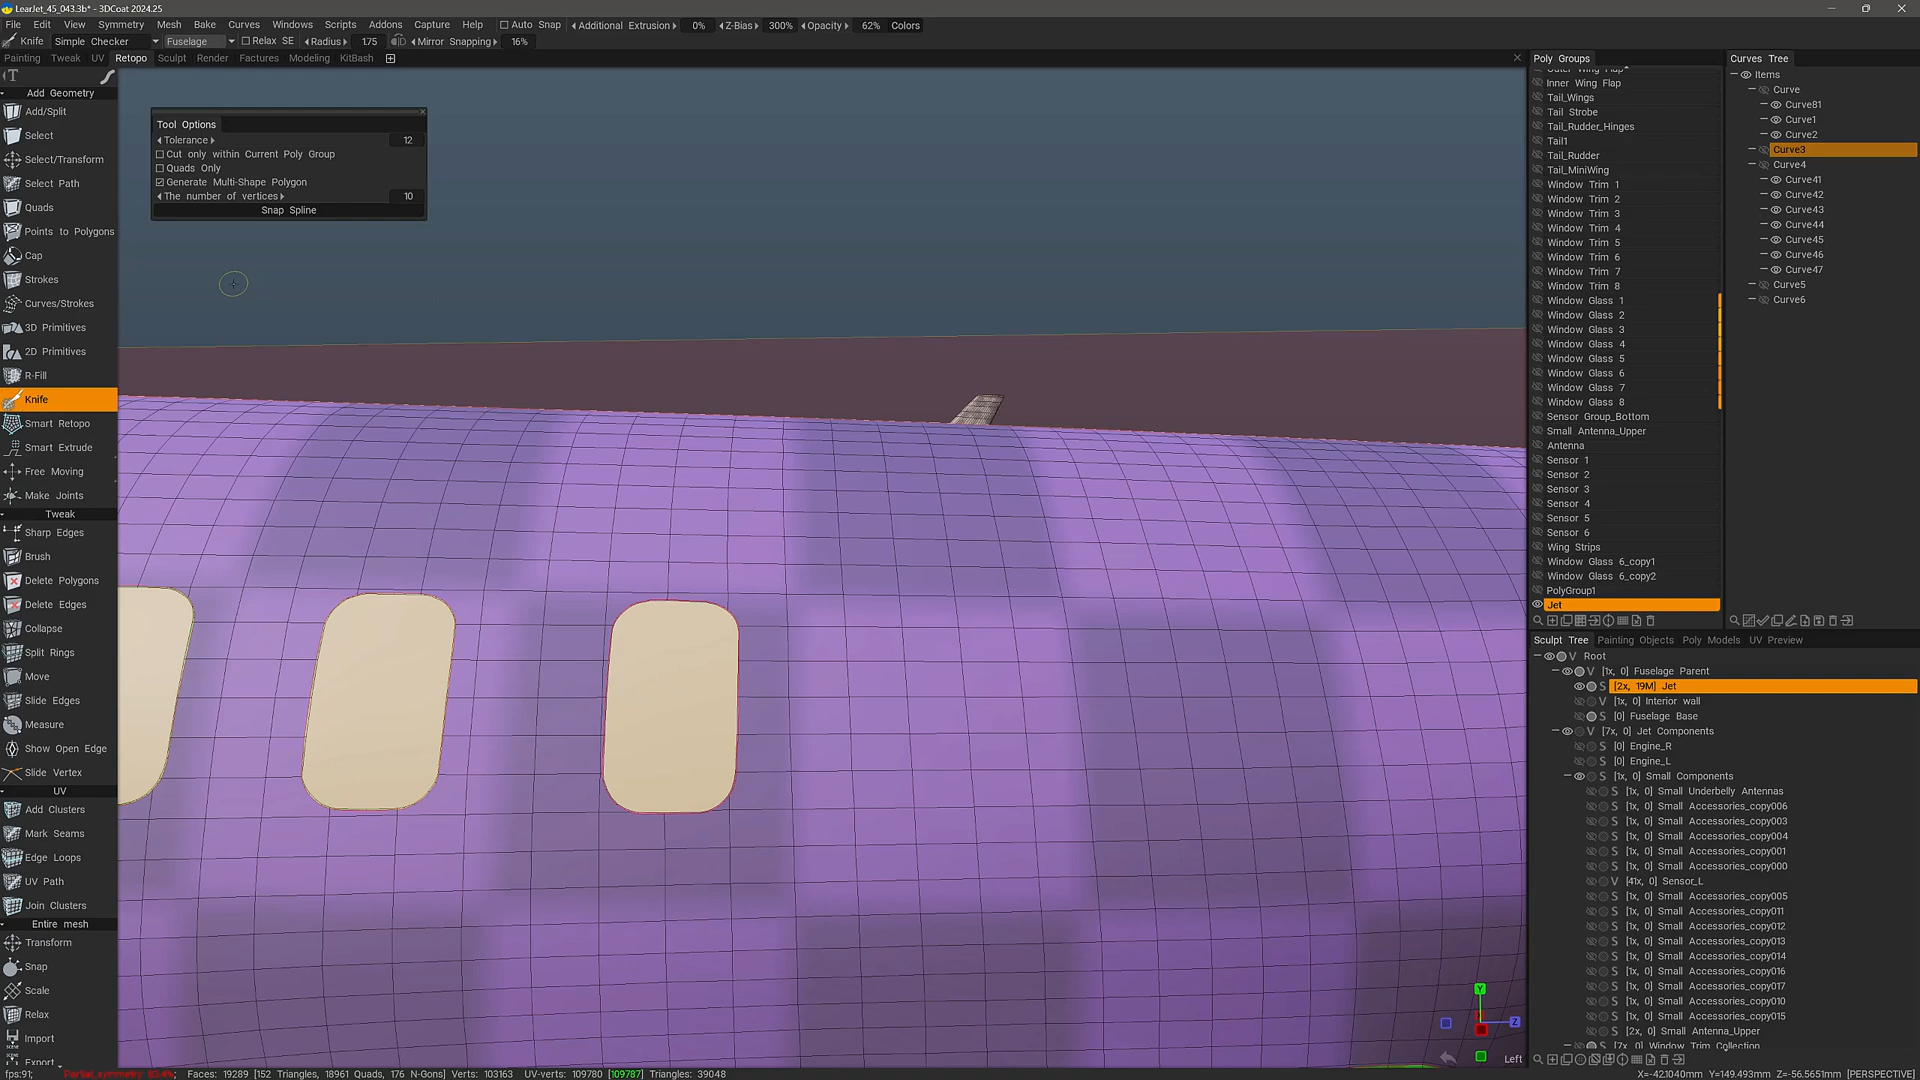 LearJet_45_043.3b* - 3DCoat 2024.25
File Edit View Symmetry Mesh Bake Curves Windows Scripts Addons Capture Help Auto Snap Additional Extrusion 0% Z-Bias 300% Opacity 62% Colors
Knife Simple Checker Fuselage Relax SE Radius 1.75 Mirror Snapping 16%
Painting Tweak UV Retopo Sculpt Render Factures Modeling KitBash
Add Geometry
Add/Split
Select
Select/Transform
Select Path
Quads
Points to Polygons
Cap
Strokes
Curves/Strokes
3D Primitives
2D Primitives
R-Fill
Knife
Smart Retopo
Smart Extrude
Free Moving
Make Joints
Tweak
Sharp Edges
Brush
Delete Polygons
Delete Edges
Collapse
Split Rings
Move
Slide Edges
Measure
Show Open Edge
Slide Vertex
UV
Add Clusters
Mark Seams
Edge Loops
UV Path
Join Clusters
Entire mesh
Transform
Snap
Scale
Relax
Import
Export
Tool Options
Tolerance 12
Cut only within Current Poly Group
Quads Only
Generate Multi-Shape Polygon
The number of vertices 10
Snap Spline
Y
Z
Left
Poly Groups
Outer Wing Flap
Inner Wing Flap
Tail_Wings
Tail Strobe
Tail_Rudder_Hinges
Tail1
Tail_Rudder
Tail_MiniWing
Window Trim 1
Window Trim 2
Window Trim 3
Window Trim 4
Window Trim 5
Window Trim 6
Window Trim 7
Window Trim 8
Window Glass 1
Window Glass 2
Window Glass 3
Window Glass 4
Window Glass 5
Window Glass 6
Window Glass 7
Window Glass 8
Sensor Group_Bottom
Small Antenna_Upper
Antenna
Sensor 1
Sensor 2
Sensor 3
Sensor 4
Sensor 5
Sensor 6
Wing Strips
Window Glass 6_copy1
Window Glass 6_copy2
PolyGroup1
Jet
Curves Tree
Items
Curve
Curve81
Curve1
Curve2
Curve3
Curve4
Curve41
Curve42
Curve43
Curve44
Curve45
Curve46
Curve47
Curve5
Curve6
Sculpt Tree Painting Objects Poly Models UV Preview
V Root
V [1x, 0] Fuselage Parent
S [2x, 19M] Jet
V [1x, 0] Interior wall
S [0] Fuselage Base
V [7x, 0] Jet Components
S [0] Engine_R
S [0] Engine_L
S [1x, 0] Small Components
S [1x, 0] Small Underbelly Antennas
S [1x, 0] Small Accessories_copy006
S [1x, 0] Small Accessories_copy003
S [1x, 0] Small Accessories_copy004
S [1x, 0] Small Accessories_copy001
S [1x, 0] Small Accessories_copy000
V [41x, 0] Sensor_L
S [1x, 0] Small Accessories_copy005
S [1x, 0] Small Accessories_copy011
S [1x, 0] Small Accessories_copy012
S [1x, 0] Small Accessories_copy013
S [1x, 0] Small Accessories_copy014
S [1x, 0] Small Accessories_copy016
S [1x, 0] Small Accessories_copy017
S [1x, 0] Small Accessories_copy010
S [1x, 0] Small Accessories_copy015
S [2x, 0] Small Antenna_Upper
S [7x, 0] Window Trim Collection
fps:91; Partial symmetry 83.4%; Faces: 19289 [152 Triangles, 18961 Quads, 176 N-Gons] Verts: 103163 UV-verts: 109780 [109787] Triangles: 39048
X=-42.1040mm Y=149.493mm Z=-56.5651mm [PERSPECTIVE]